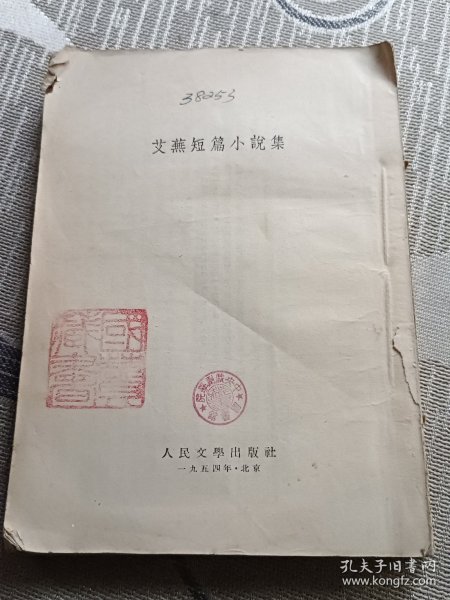 38253
艾蕪短篇小說集
人民文學出版社
一九五四年·北京
孔夫子旧书网
www.kongfz.com